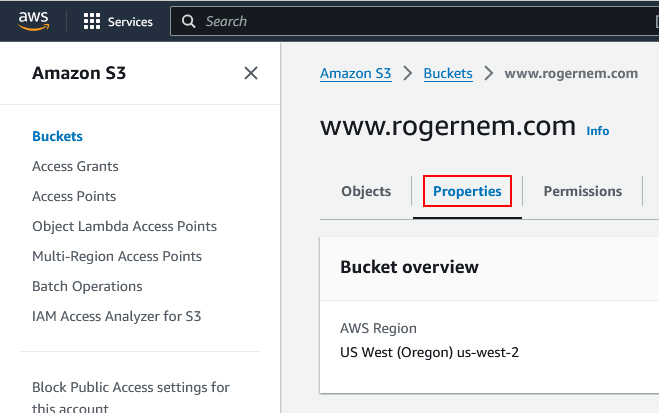 aws
Services
Search
Amazon S3
Buckets
Access Grants
Access Points
Object Lambda Access Points
Multi-Region Access Points
Batch Operations
IAM Access Analyzer for S3
Block Public Access settings for
this account
Amazon S3 > Buckets > www.rogernem.com
www.rogernem.com Info
Objects
Properties
Permissions
Bucket overview
AWS Region
US West (Oregon) us-west-2